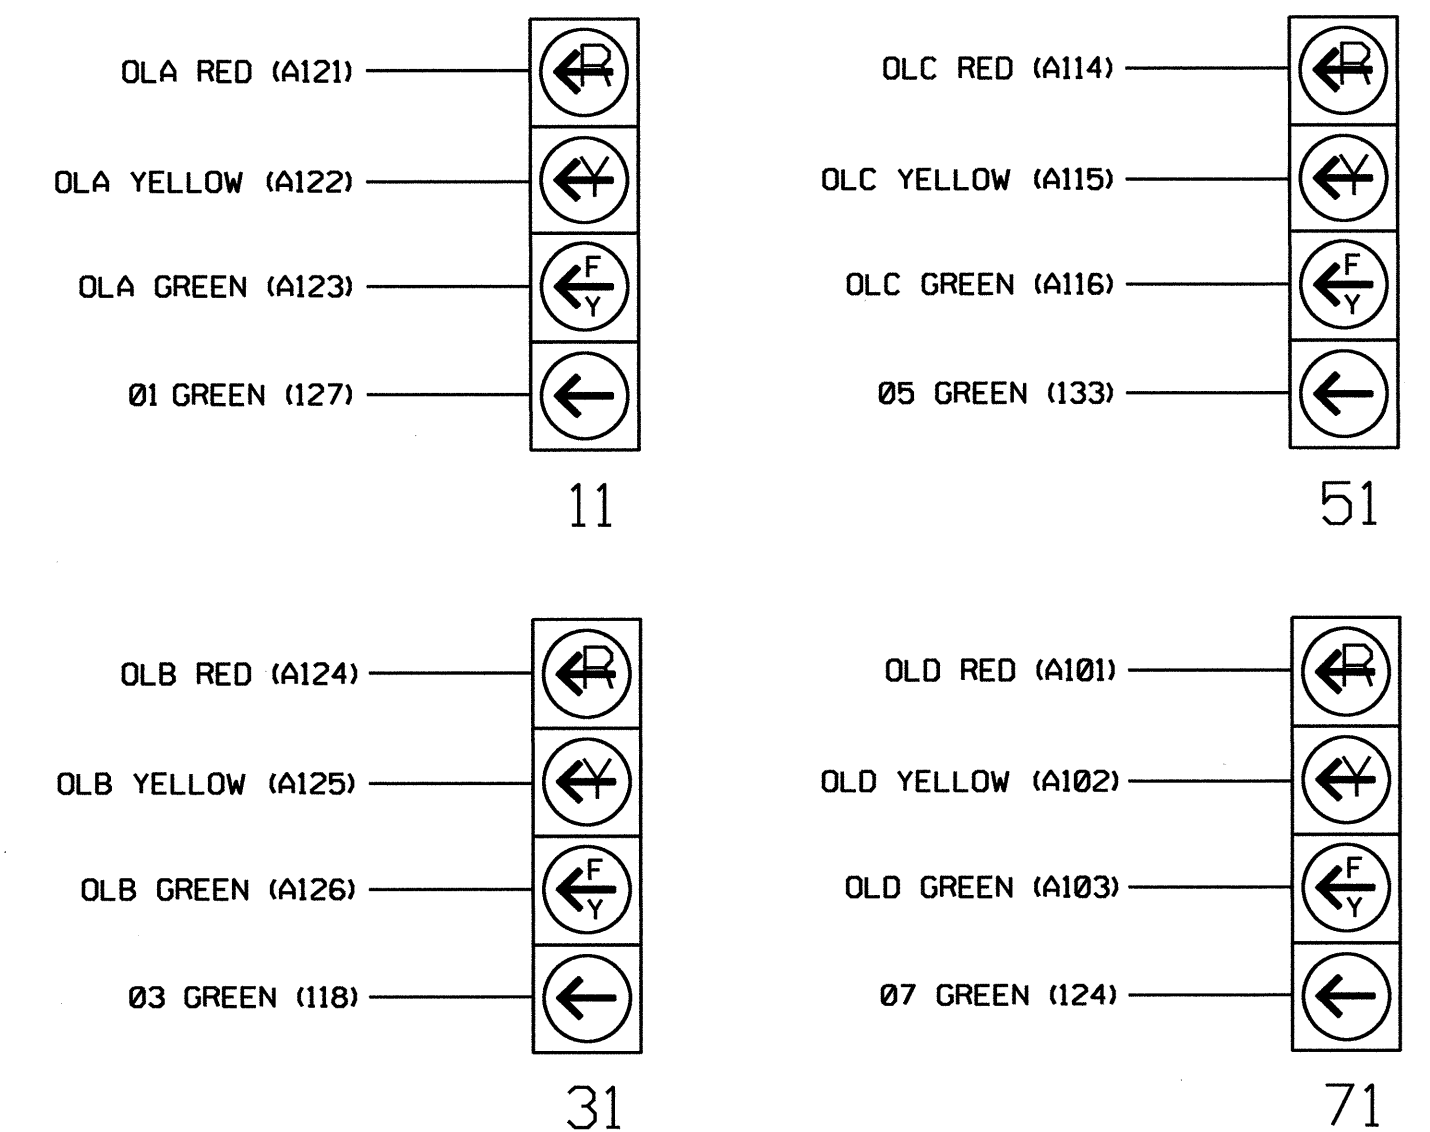 OLA RED (A121)
R
OLA YELLOW (A122)
Y
OLA GREEN (A123)
F
Y
01 GREEN (127)
11
OLC RED (A114)
R
OLC YELLOW (A115)
Y
OLC GREEN (A116)
F
Y
05 GREEN (133)
51
OLB RED (A124)
R
OLB YELLOW (A125)
Y
OLB GREEN (A126)
F
Y
03 GREEN (118)
31
OLD RED (A101)
R
OLD YELLOW (A102)
Y
OLD GREEN (A103)
F
Y
07 GREEN (124)
71